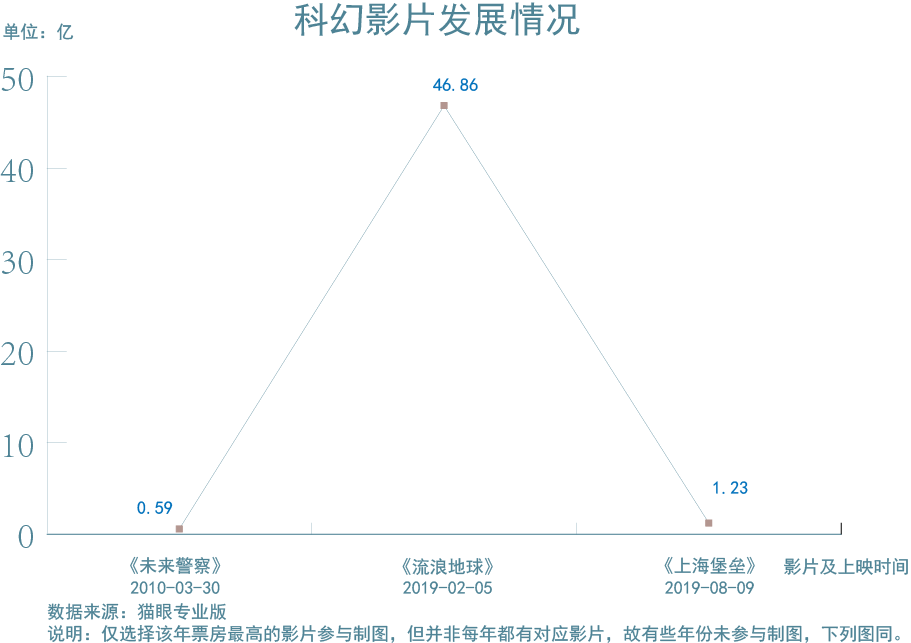 科幻影片发展情况
单位：亿
50
46.86
40
30
20
10
1.23
0.59
0
《未来警察》 《流浪地球》 《上海堡垒》 影片及上映时间
2010-03-30 2019-02-05 2019-08-09
数据来源：猫眼专业版
说明：仅选择该年票房最高的影片参与制图，但并非每年都有对应影片，故有些年份未参与制图，下列图同。